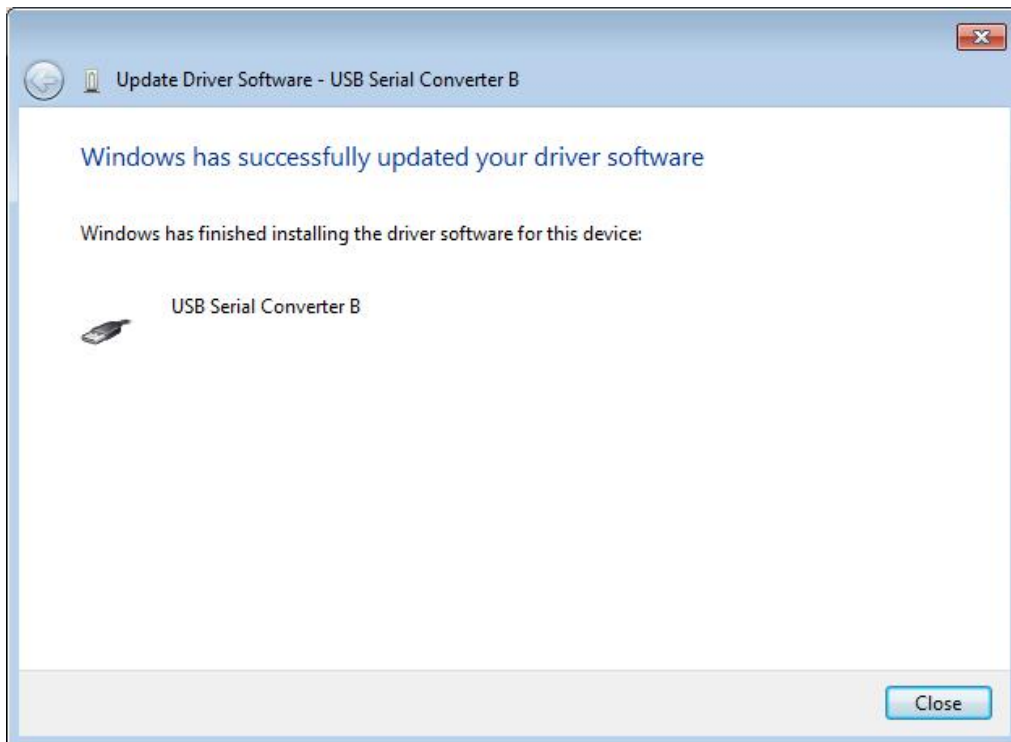 Update Driver Software - USB Serial Converter B
Windows has successfully updated your driver software
Windows has finished installing the driver software for this device:
USB Serial Converter B
Close